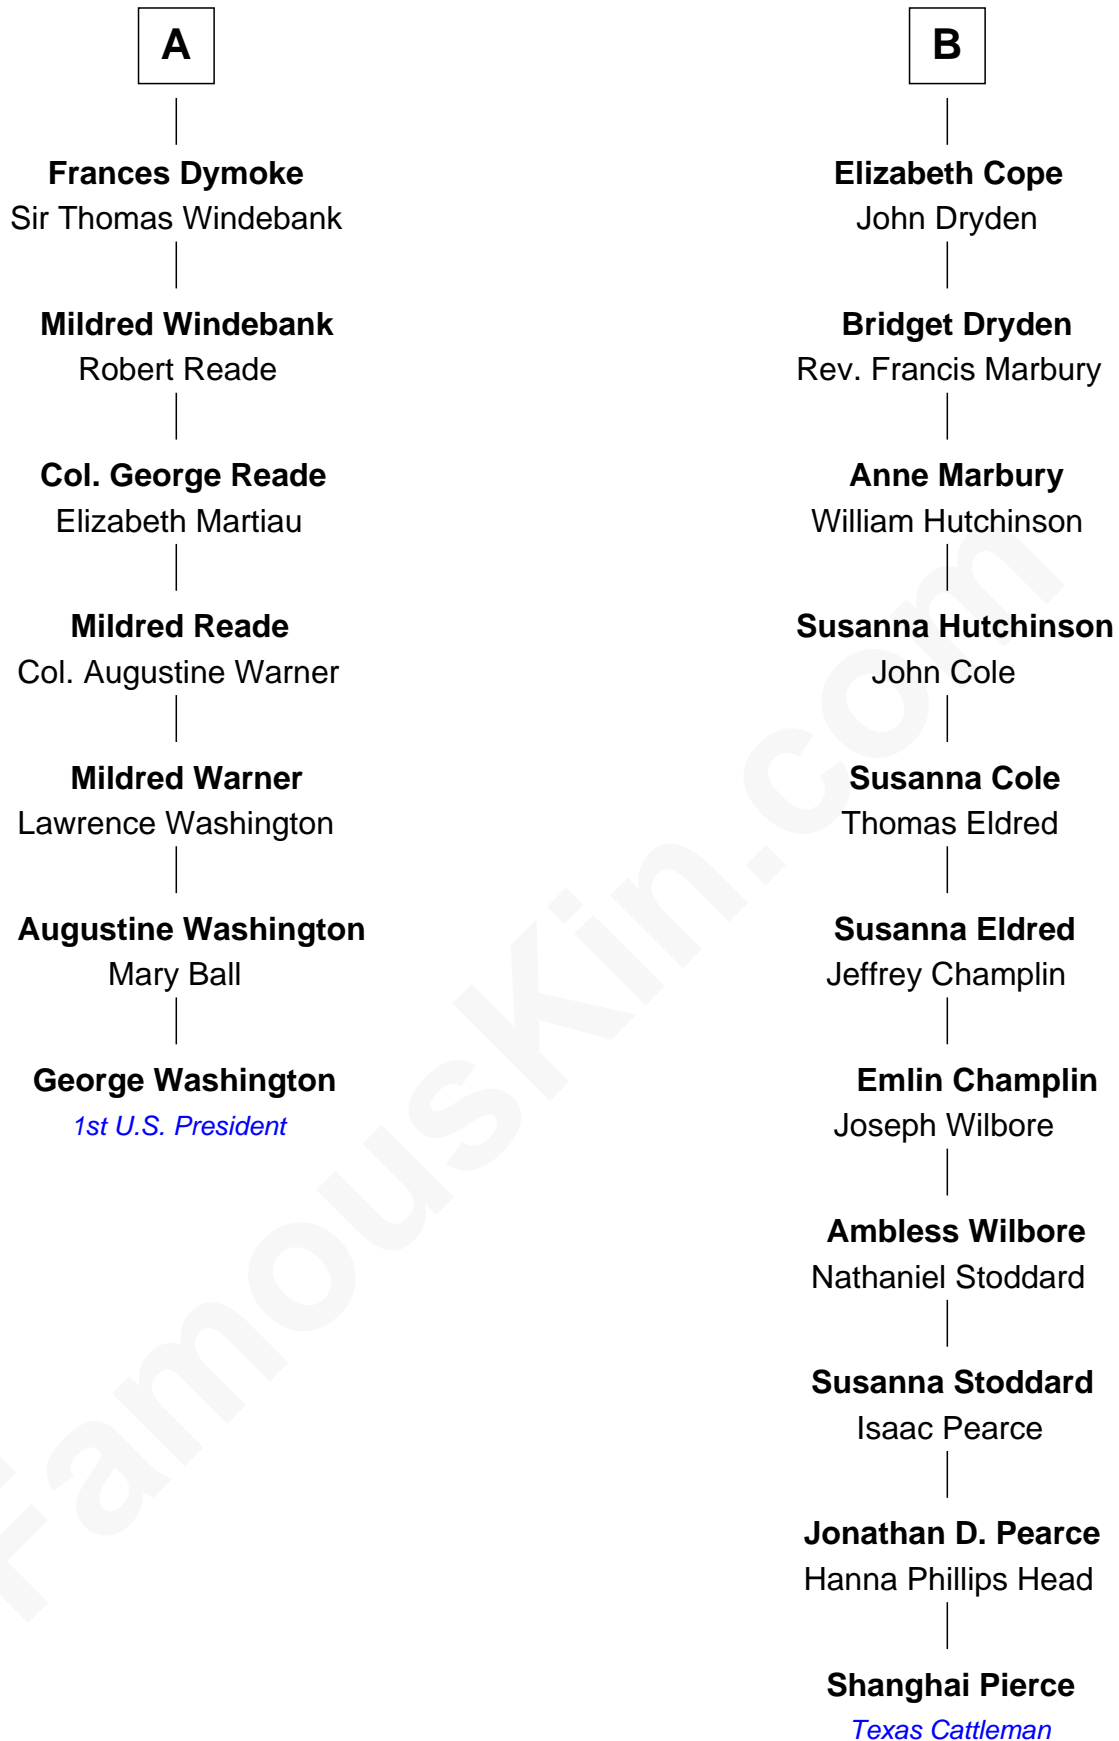 A
Frances Dymoke
Sir Thomas Windebank
Mildred Windebank
Robert Reade
Col. George Reade
Elizabeth Martiau
Mildred Reade
Col. Augustine Warner
Mildred Warner
Lawrence Washington
Augustine Washington
Mary Ball
George Washington
1st U.S. President
B
Elizabeth Cope
John Dryden
Bridget Dryden
Rev. Francis Marbury
Anne Marbury
William Hutchinson
Susanna Hutchinson
John Cole
Susanna Cole
Thomas Eldred
Susanna Eldred
Jeffrey Champlin
Emlin Champlin
Joseph Wilbore
Ambless Wilbore
Nathaniel Stoddard
Susanna Stoddard
Isaac Pearce
Jonathan D. Pearce
Hanna Phillips Head
Shanghai Pierce
Texas Cattleman
FamousKin.com